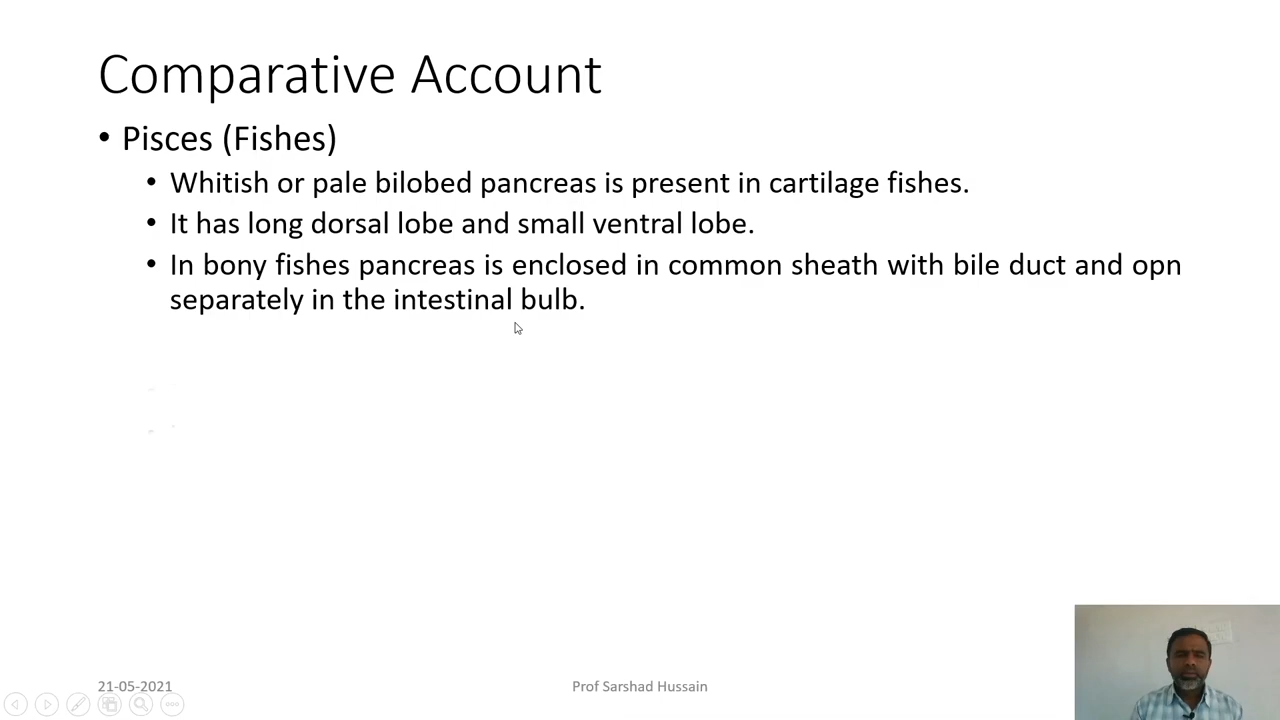 Comparative Account
• Pisces (Fishes)
• Whitish or pale bilobed pancreas is present in cartilage fishes.
• It has long dorsal lobe and small ventral lobe.
• In bony fishes pancreas is enclosed in common sheath with bile duct and opn
separately in the intestinal bulb.
21-05-2021
Prof Sarshad Hussain